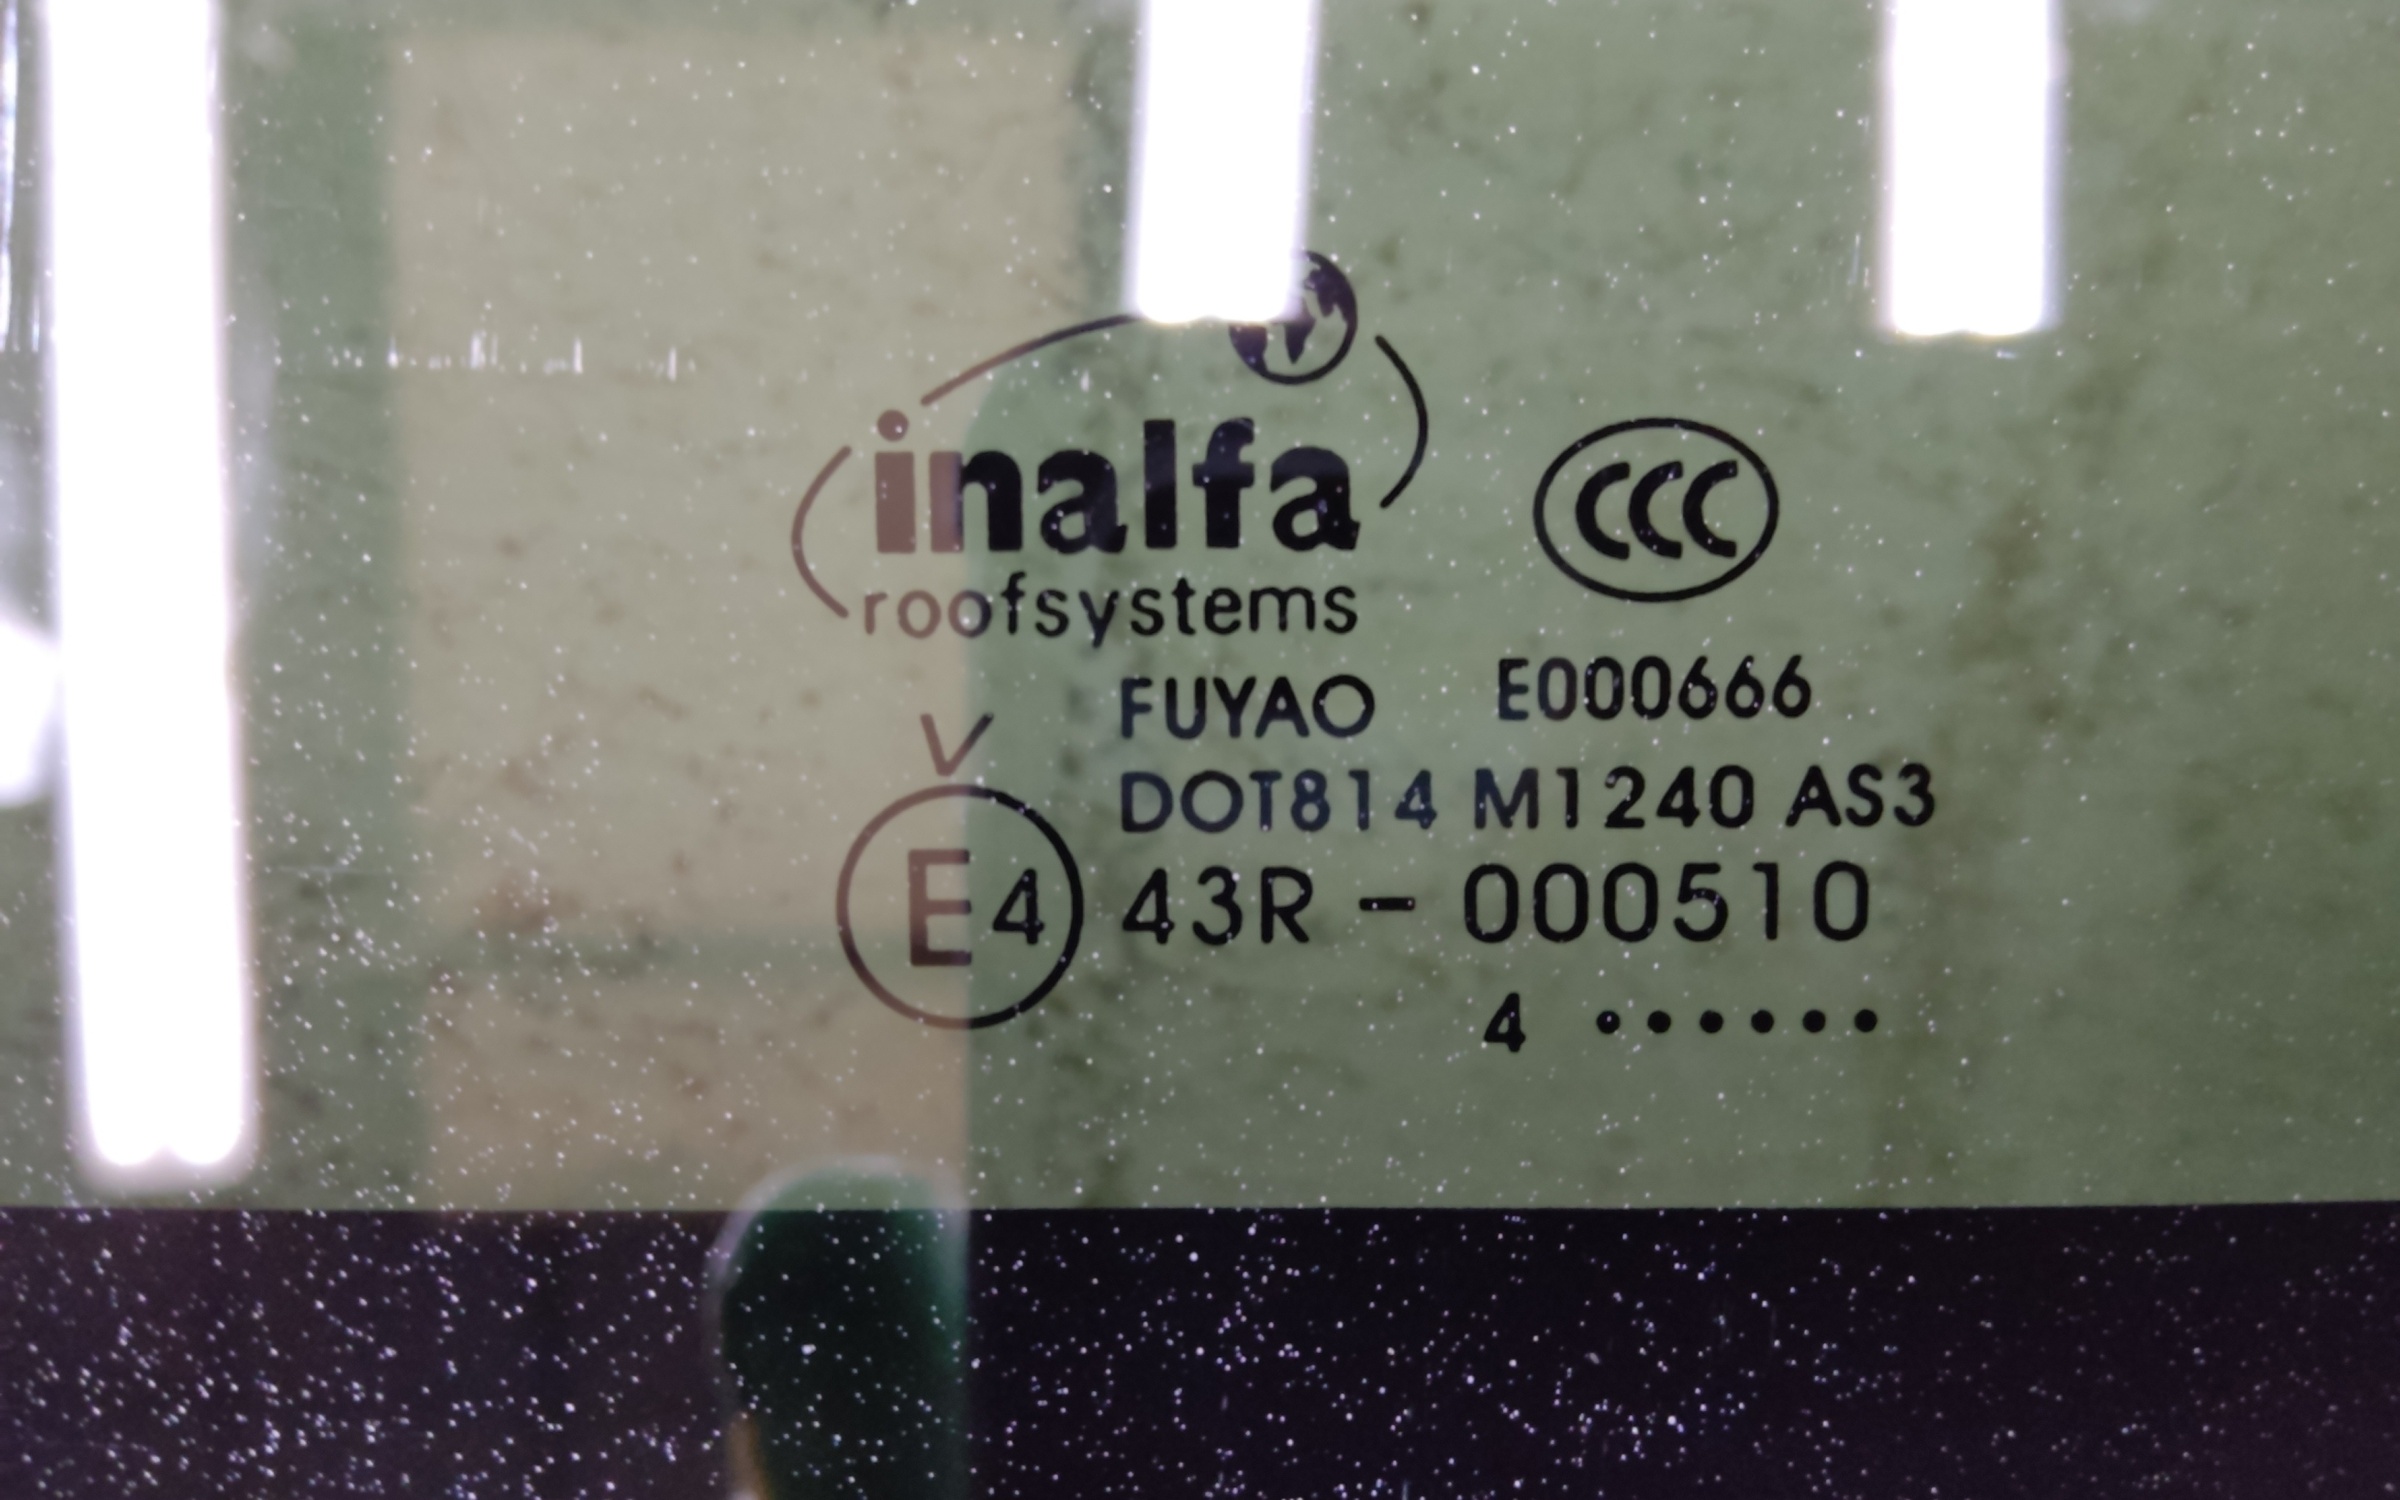 inalfa
roofsystems
CCC
FUYAO E000666
V
DOT814 M1240 AS3
E4 43R - 000510
4 ••••••